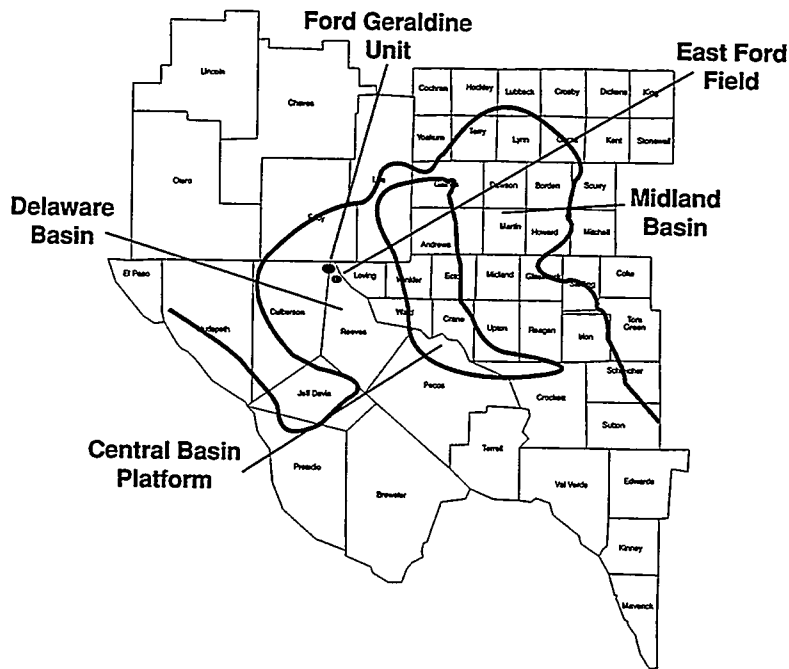 Ford Geraldine
Unit
East Ford
Field
Lincoln
Chaves
Otero
Lea
Eddy
Cochran
Hockley
Lubbock
Crosby
Dickens
King
Yoakum
Terry
Lynn
Kent
Stonewall
Dawson
Borden
Scurry
Andrews
Martin
Howard
Mitchell
Midland
Basin
Delaware
Basin
El Paso
Culberson
Reeves
Loving
Winkler
Ector
Midland
Coke
Ward
Crane
Upton
Reagan
Irion
Tom
Green
Jeff Davis
Pecos
Crockett
Schleicher
Sutton
Central Basin
Platform
Presidio
Brewster
Terrell
Val Verde
Edwards
Kinney
Maverick